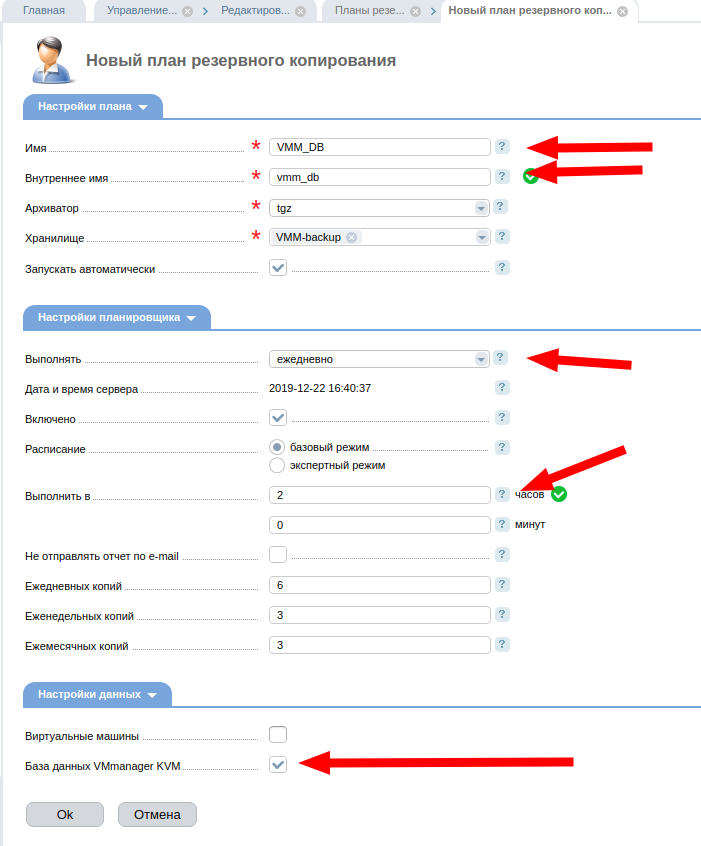 Главная Управление... Редактиров... Планы резе... Новый план резервного коп...
Новый план резервного копирования
Настройки плана
Имя * VMM_DB ?
Внутреннее имя * vmm_db ?
Архиватор * tgz ?
Хранилище * VMM-backup ?
Запускать автоматически ?
Настройки планировщика
Выполнять ежедневно ?
Дата и время сервера 2019-12-22 16:40:37 ?
Включено ?
Расписание базовый режим ?
экспертный режим
Выполнить в 2 ? часов
0 ? минут
Не отправлять отчет по e-mail ?
Ежедневных копий 6 ?
Еженедельных копий 3 ?
Ежемесячных копий 3 ?
Настройки данных
Виртуальные машины
База данных VMmanager KVM
Ok Отмена